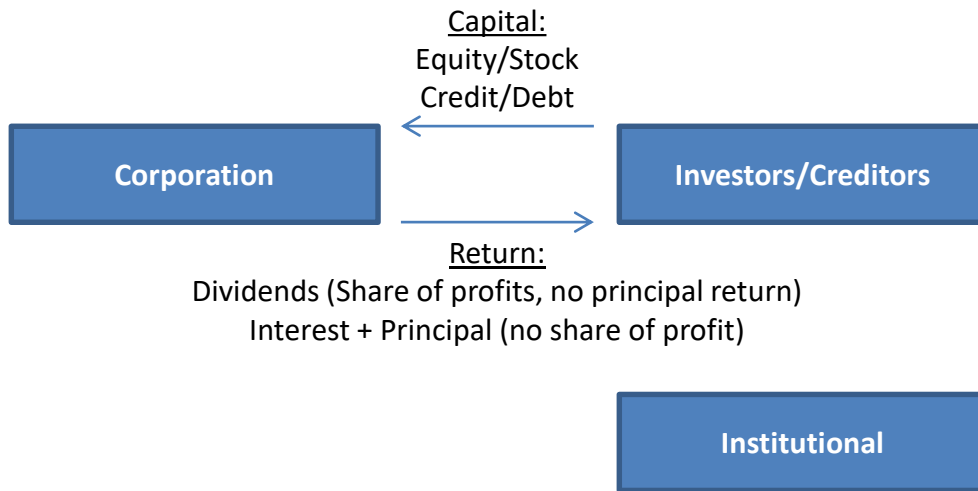 Capital:
Equity/Stock
Credit/Debt
Corporation
Investors/Creditors
Return:
Dividends (Share of profits, no principal return)
Interest + Principal (no share of profit)
Institutional